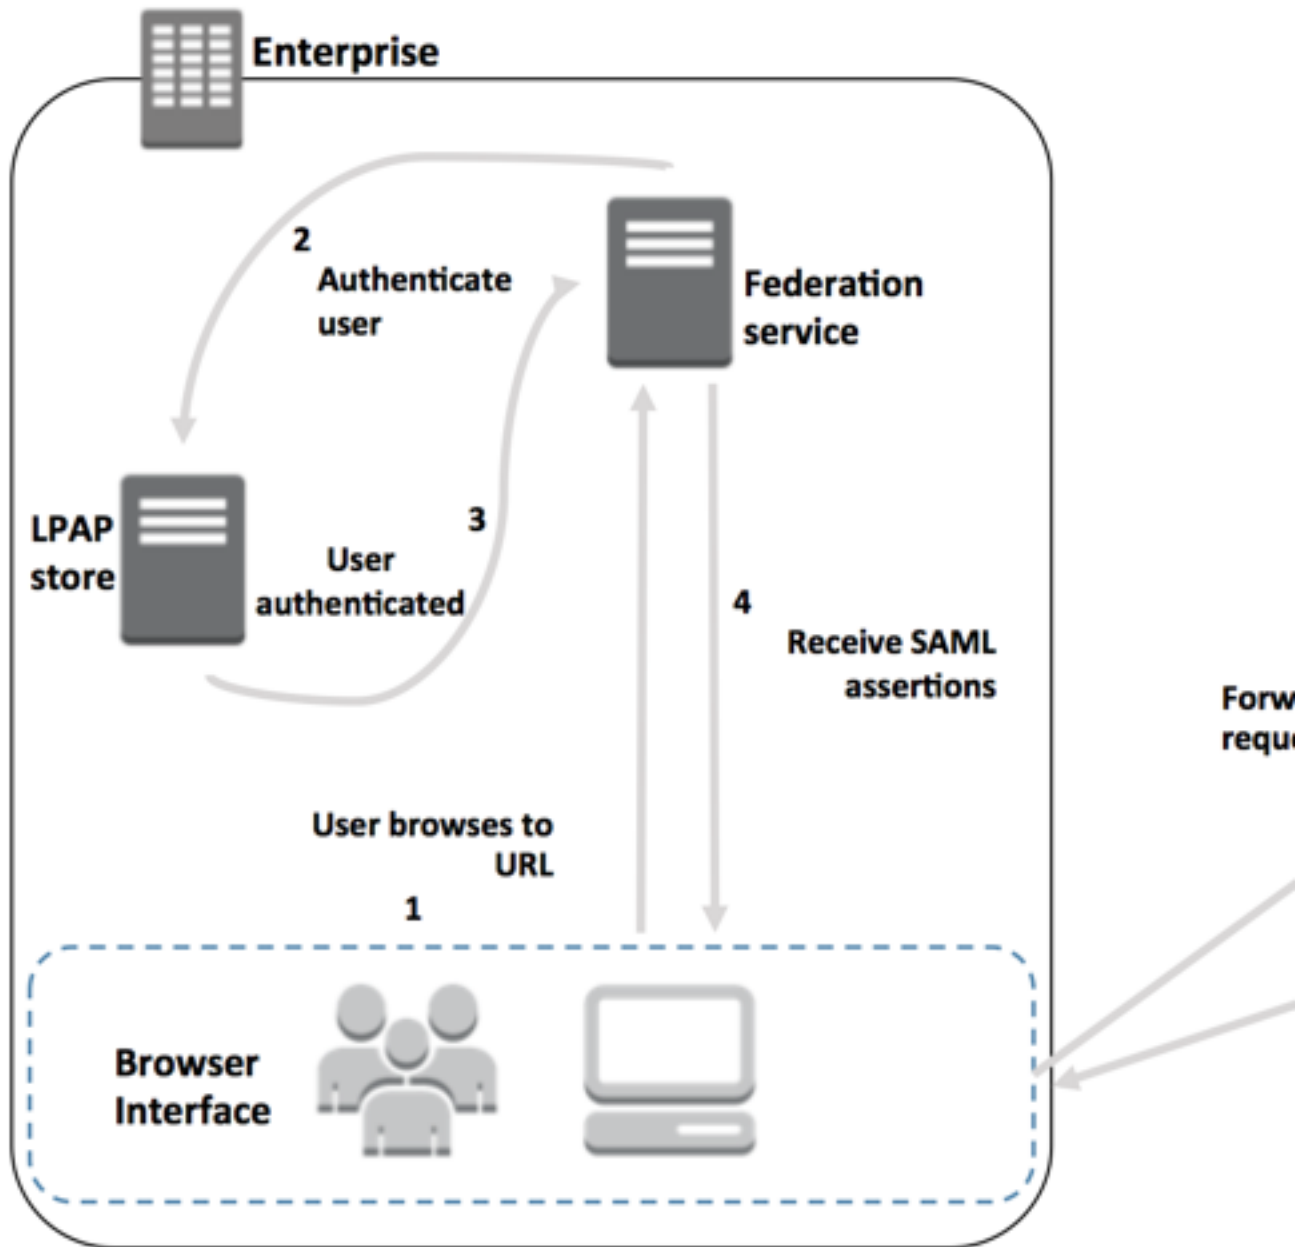 Enterprise
2
Authenticate
user
Federation
service
LPAP
store
3
User
authenticated
4
Receive SAML
assertions
User browses to
URL
1
Browser
Interface